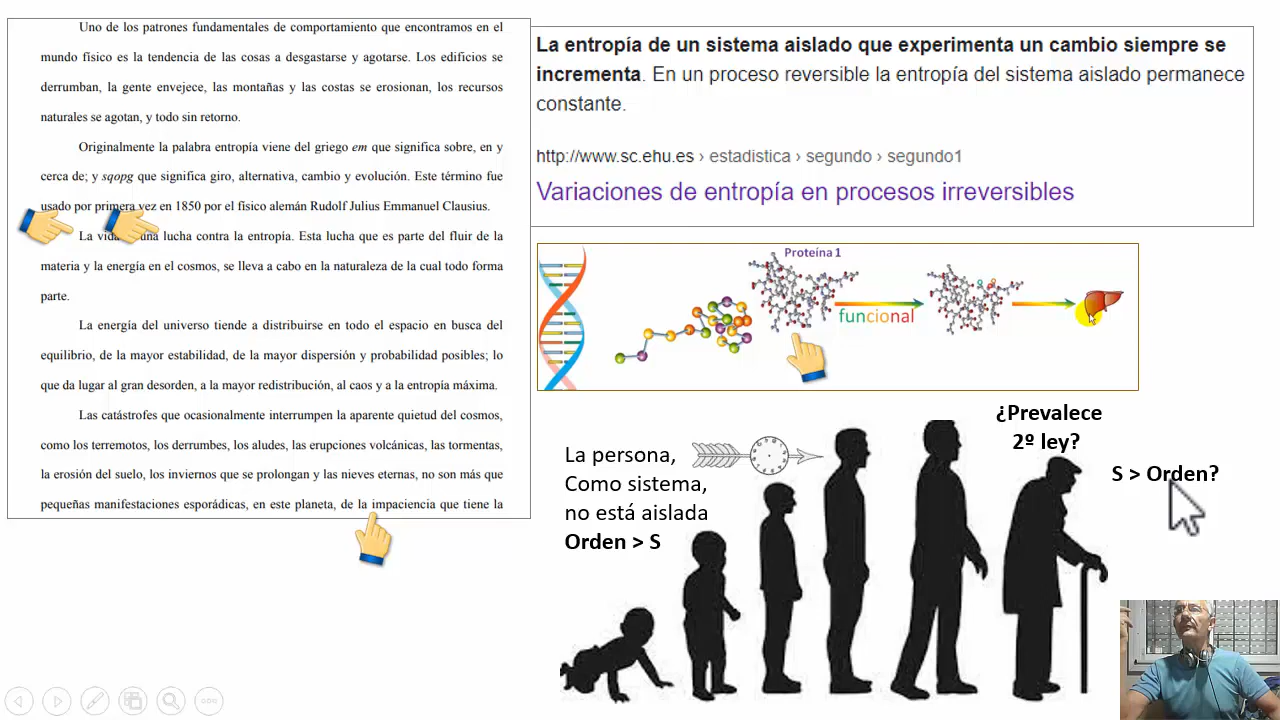 Uno de los patrones fundamentales de comportamiento que encontramos en el
mundo físico es la tendencia de las cosas a desgastarse y agotarse. Los edificios se
derrumban, la gente envejece, las montañas y las costas se erosionan, los recursos
naturales se agotan, y todo sin retorno.
Originalmente la palabra entropía viene del griego em que significa sobre, en y
cerca de; y sqopg que significa giro, alternativa, cambio y evolución. Este término fue
usado por primera vez en 1850 por el físico alemán Rudolf Julius Emmanuel Clausius.
La vida una lucha contra la entropía. Esta lucha que es parte del fluir de la
materia y la energía en el cosmos, se lleva a cabo en la naturaleza de la cual todo forma
parte.
La energía del universo tiende a distribuirse en todo el espacio en busca del
equilibrio, de la mayor estabilidad, de la mayor dispersión y probabilidad posibles; lo
que da lugar al gran desorden, a la mayor redistribución, al caos y a la entropía máxima.
Las catástrofes que ocasionalmente interrumpen la aparente quietud del cosmos,
como los terremotos, los derrumbes, los aludes, las erupciones volcánicas, las tormentas,
la erosión del suelo, los inviernos que se prolongan y las nieves eternas, no son más que
pequeñas manifestaciones esporádicas, en este planeta, de la impaciencia que tiene la
La entropía de un sistema aislado que experimenta un cambio siempre se
incrementa. En un proceso reversible la entropía del sistema aislado permanece
constante.
http://www.sc.ehu.es › estadistica › segundo › segundo1
Variaciones de entropía en procesos irreversibles
Proteína 1
funcional
La persona,
Como sistema,
no está aislada
Orden > S
¿Prevalece
2º ley?
S > Orden?